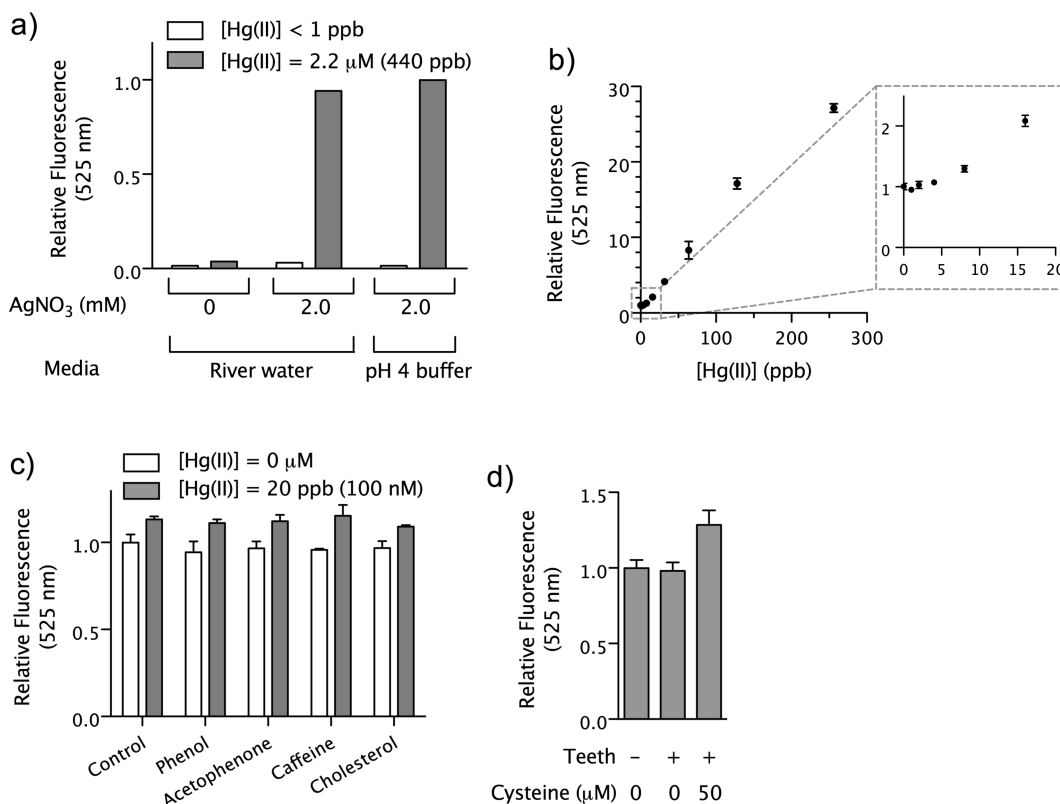 a)
[Hg(II)] < 1 ppb
[Hg(II)] = 2.2 μM (440 ppb)
Relative Fluorescence
(525 nm)
1.0
0.5
0.0
AgNO₃ (mM)
0 2.0 2.0
Media
River water pH 4 buffer
b)
Relative Fluorescence
(525 nm)
30
20
10
0
0 100 200 300
[Hg(II)] (ppb)
2
1
0
0 5 10 15 20
c)
[Hg(II)] = 0 μM
[Hg(II)] = 20 ppb (100 nM)
Relative Fluorescence
(525 nm)
1.0
0.5
0.0
Control
Phenol
Acetophenone
Caffeine
Cholesterol
d)
Relative Fluorescence
(525 nm)
1.5
1.0
0.5
0.0
Teeth – + +
Cysteine (μM) 0 0 50